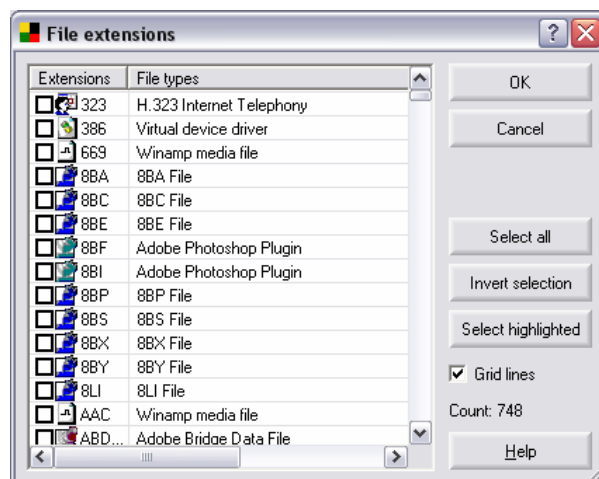 File extensions
Extensions File types
323 H.323 Internet Telephony
386 Virtual device driver
669 Winamp media file
8BA 8BA File
8BC 8BC File
8BE 8BE File
8BF Adobe Photoshop Plugin
8BI Adobe Photoshop Plugin
8BP 8BP File
8BS 8BS File
8BX 8BX File
8BY 8BY File
8LI 8LI File
AAC Winamp media file
ABD... Adobe Bridge Data File
OK
Cancel
Select all
Invert selection
Select highlighted
Grid lines
Count: 748
Help